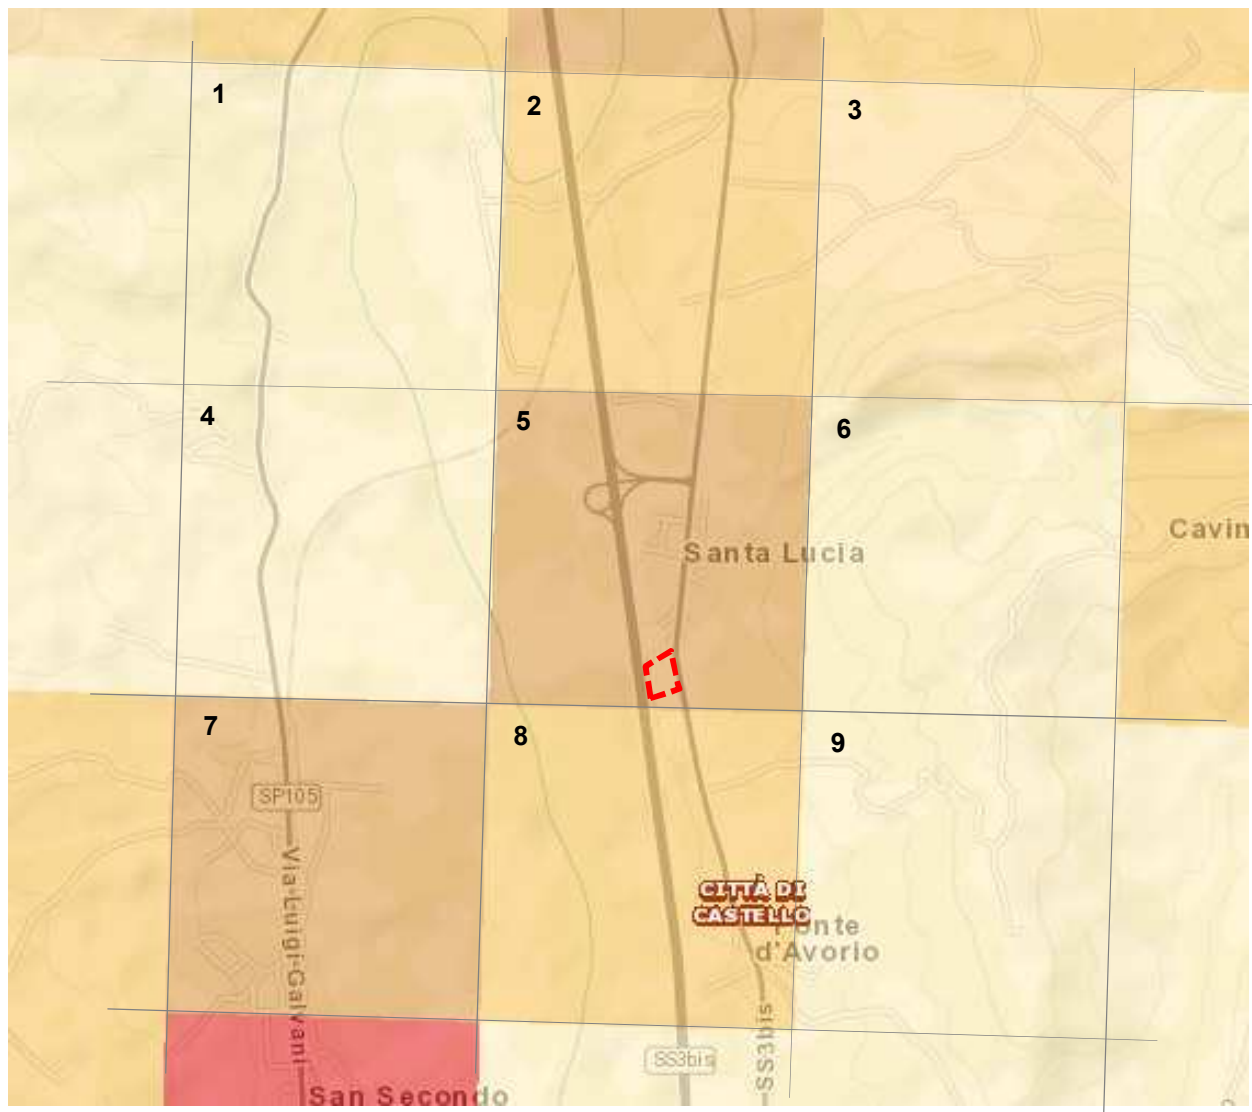 1
2
3
4
5
6
Santa Lucia
Cavin
7
8
9
SP105
Via Luigi Galvani
CITTÀ DI
CASTELLO
Ponte
d'Avorio
SS3bis
SS3bis
San Secondo